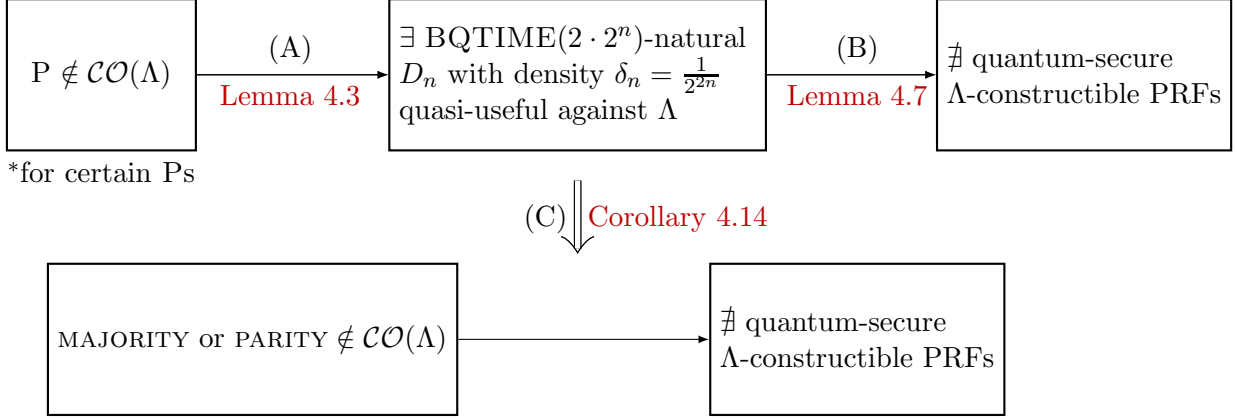 (A)
(B)
P ∉ 𝒞𝒪(Λ)
∃ BQTIME(2 · 2ⁿ)-natural
Dₙ with density δₙ = 1/2²ⁿ
quasi-useful against Λ
∄ quantum-secure
Λ-constructible PRFs
Lemma 4.3
Lemma 4.7
*for certain Ps
(C)
Corollary 4.14
MAJORITY or PARITY ∉ 𝒞𝒪(Λ)
∄ quantum-secure
Λ-constructible PRFs